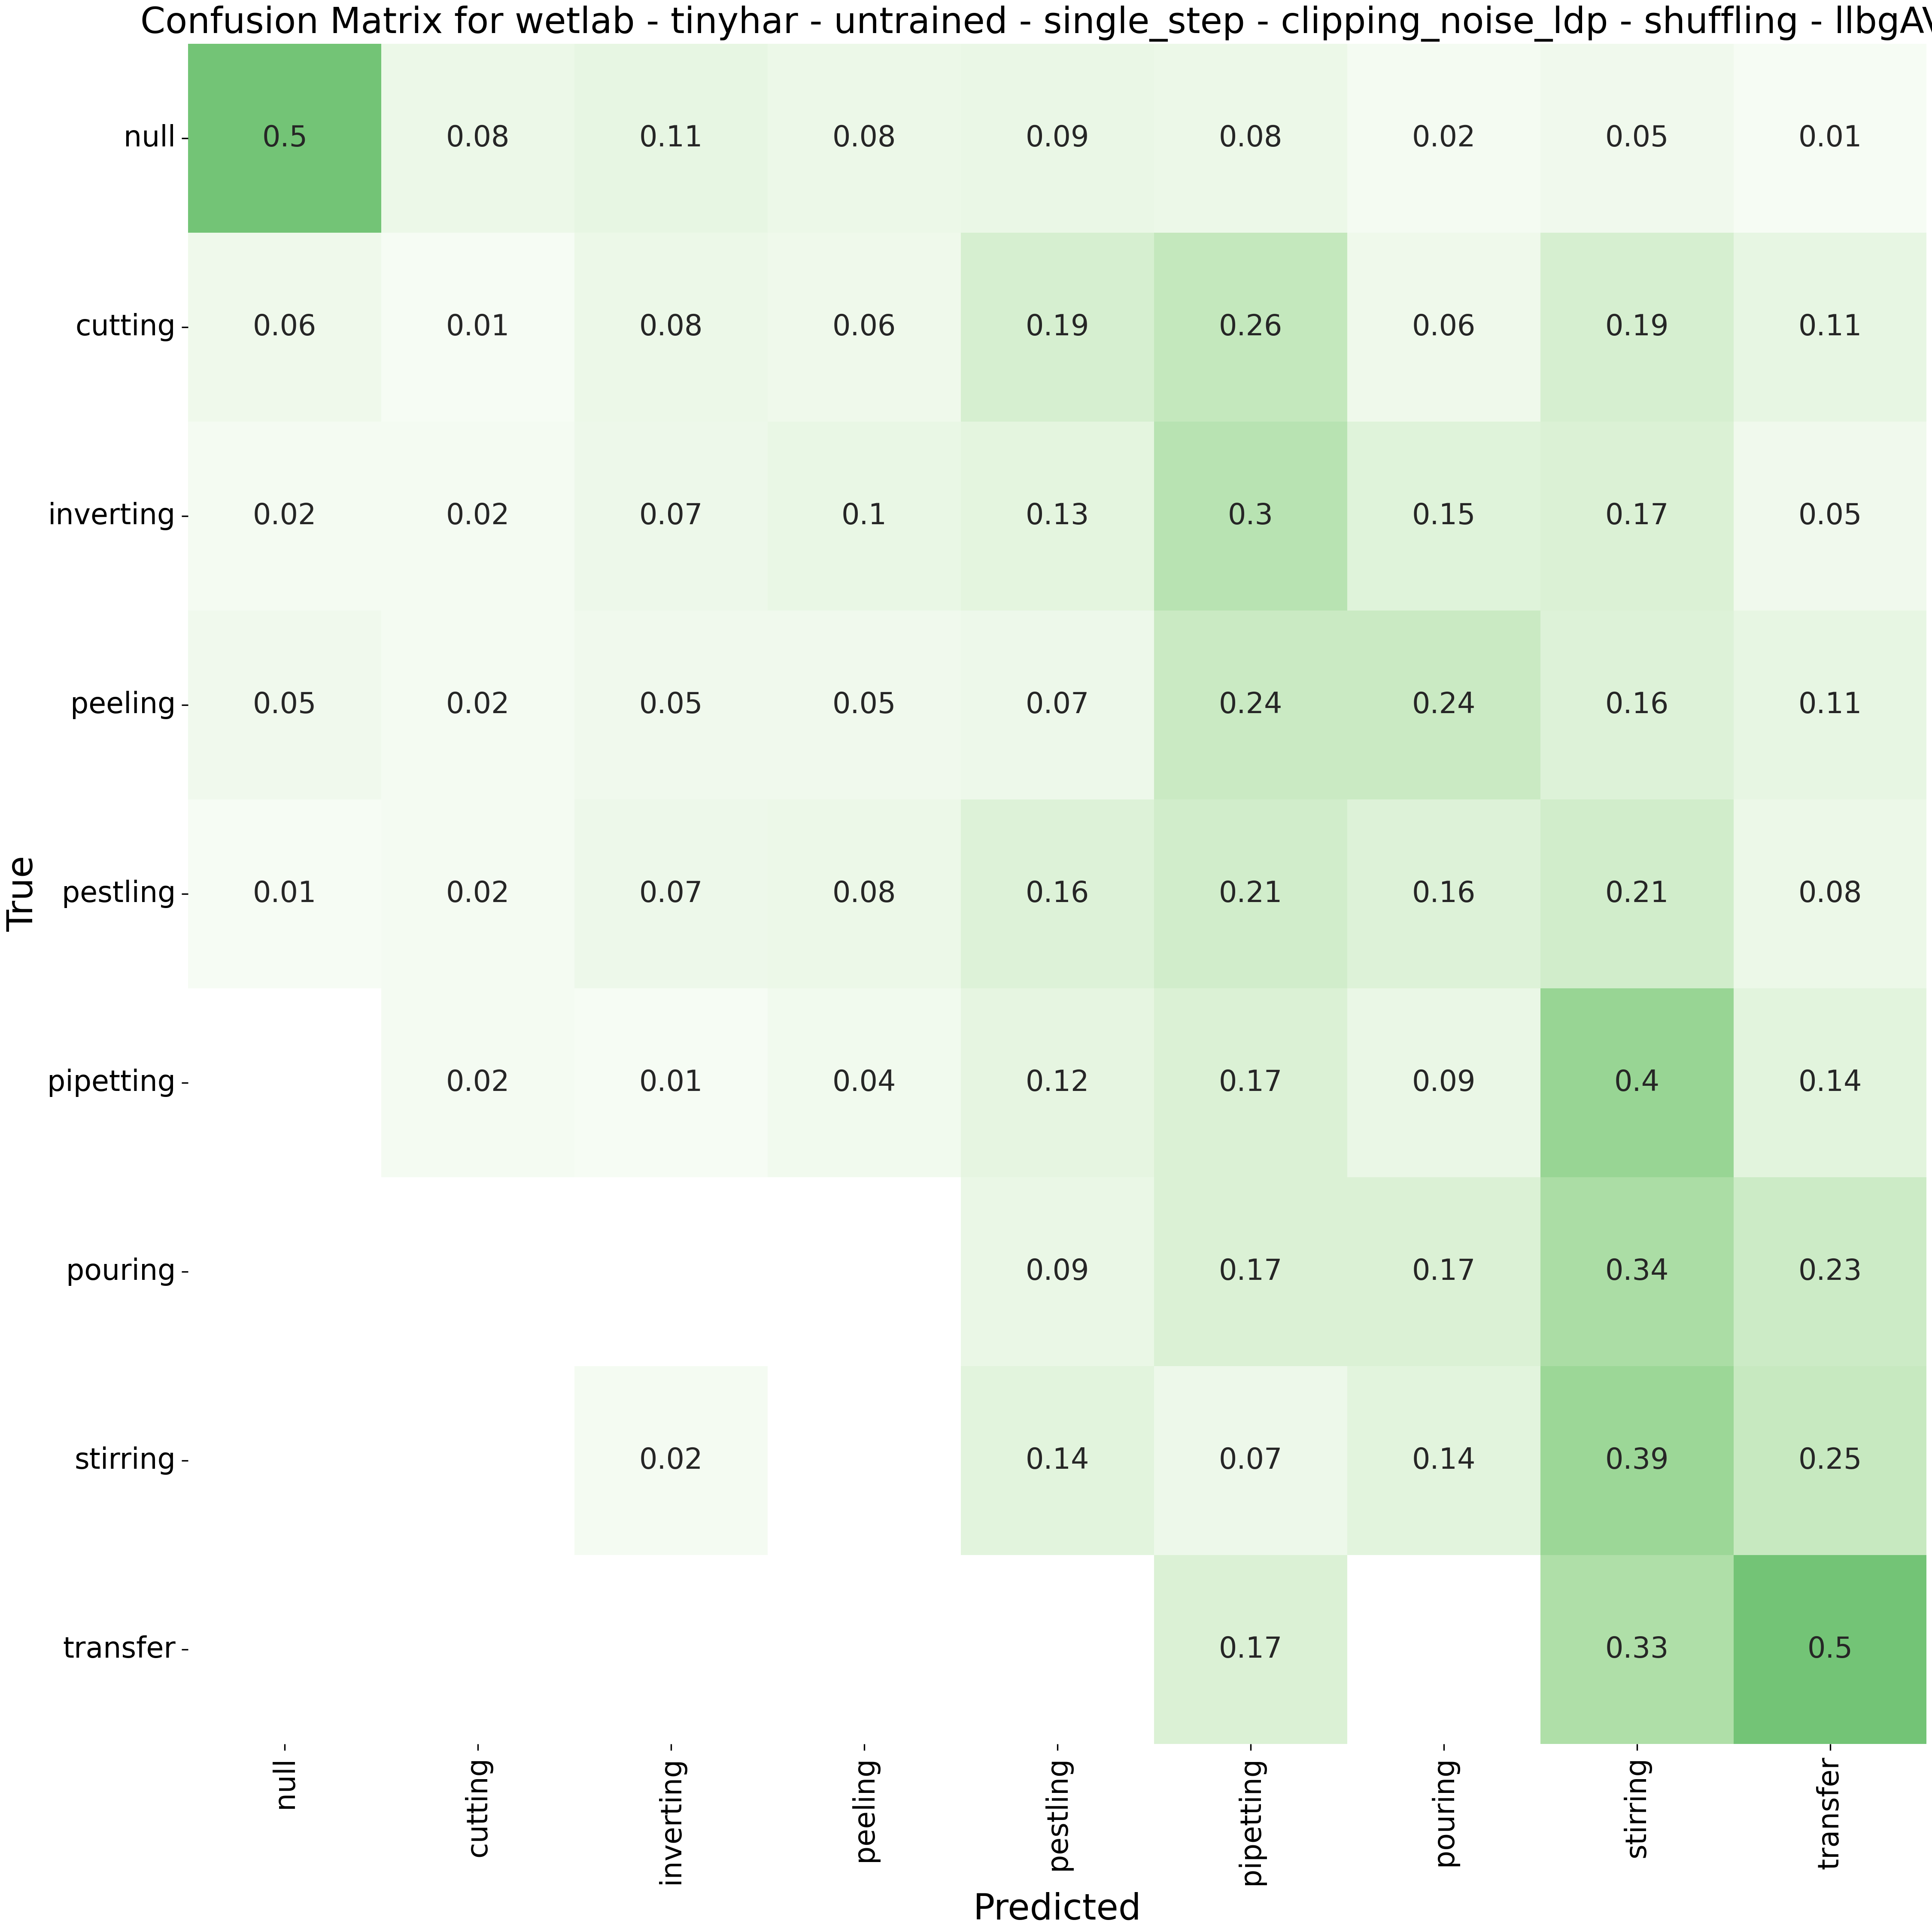 Confusion Matrix for wetlab - tinyhar - untrained - single_step - clipping_noise_ldp - shuffling -
null 0.5 0.08 0.11 0.08 0.09 0.08 0.02 0.05 0.01
cutting 0.06 0.01 0.08 0.06 0.19 0.26 0.06 0.19 0.11
inverting 0.02 0.02 0.07 0.1 0.13 0.3 0.15 0.17 0.05
peeling 0.05 0.02 0.05 0.05 0.07 0.24 0.24 0.16 0.11
pestling 0.01 0.02 0.07 0.08 0.16 0.21 0.16 0.21 0.08
pipetting 0.02 0.01 0.04 0.12 0.17 0.09 0.4 0.14
pouring 0.09 0.17 0.17 0.34 0.23
stirring 0.02 0.14 0.07 0.14 0.39 0.25
transfer 0.17 0.33 0.5
True
null cutting inverting peeling pestling pipetting pouring stirring transfer
Predicted